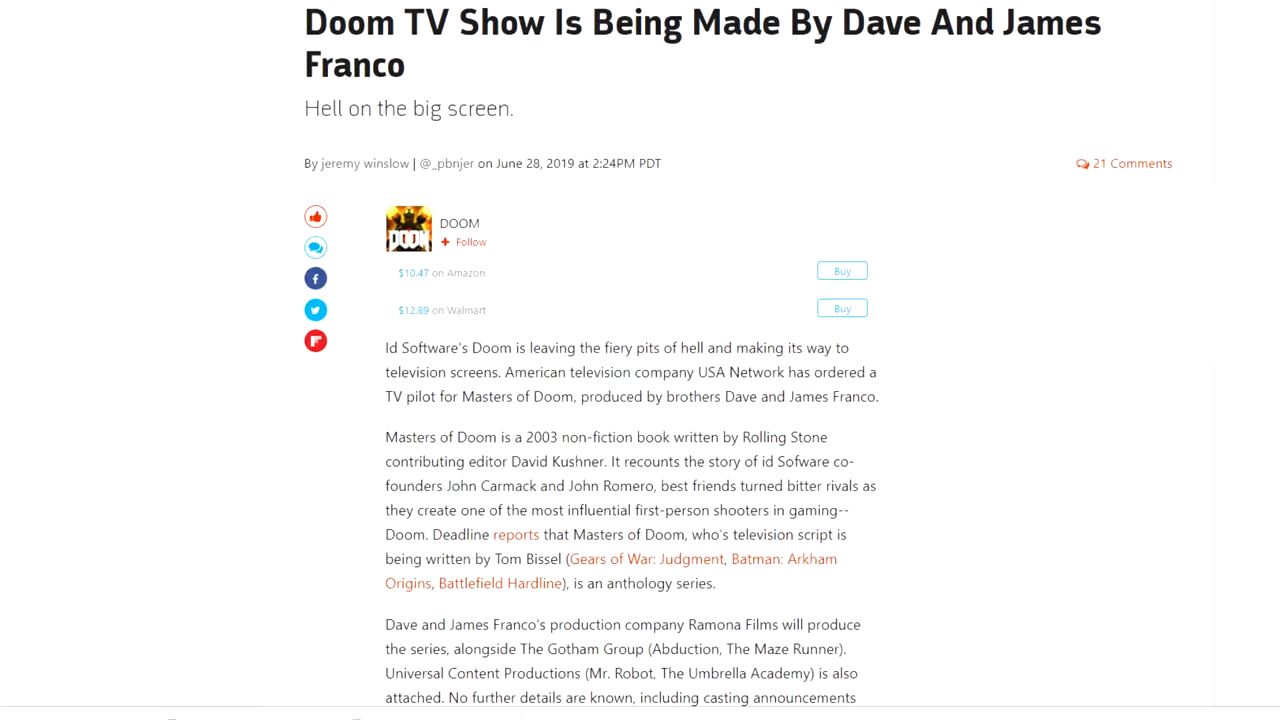 Doom TV Show Is Being Made By Dave And James
Franco
Hell on the big screen.
By jeremy winslow | @_pbnjer on June 28, 2019 at 2:24PM PDT
21 Comments
DOOM
DOOM
+ Follow
$10.47 on Amazon
Buy
$12.89 on Walmart
Buy
Id Software's Doom is leaving the fiery pits of hell and making its way to
television screens. American television company USA Network has ordered a
TV pilot for Masters of Doom, produced by brothers Dave and James Franco.
Masters of Doom is a 2003 non-fiction book written by Rolling Stone
contributing editor David Kushner. It recounts the story of id Sofware co-
founders John Carmack and John Romero, best friends turned bitter rivals as
they create one of the most influential first-person shooters in gaming--
Doom. Deadline reports that Masters of Doom, who's television script is
being written by Tom Bissel (Gears of War: Judgment, Batman: Arkham
Origins, Battlefield Hardline), is an anthology series.
Dave and James Franco's production company Ramona Films will produce
the series, alongside The Gotham Group (Abduction, The Maze Runner).
Universal Content Productions (Mr. Robot, The Umbrella Academy) is also
attached. No further details are known, including casting announcements